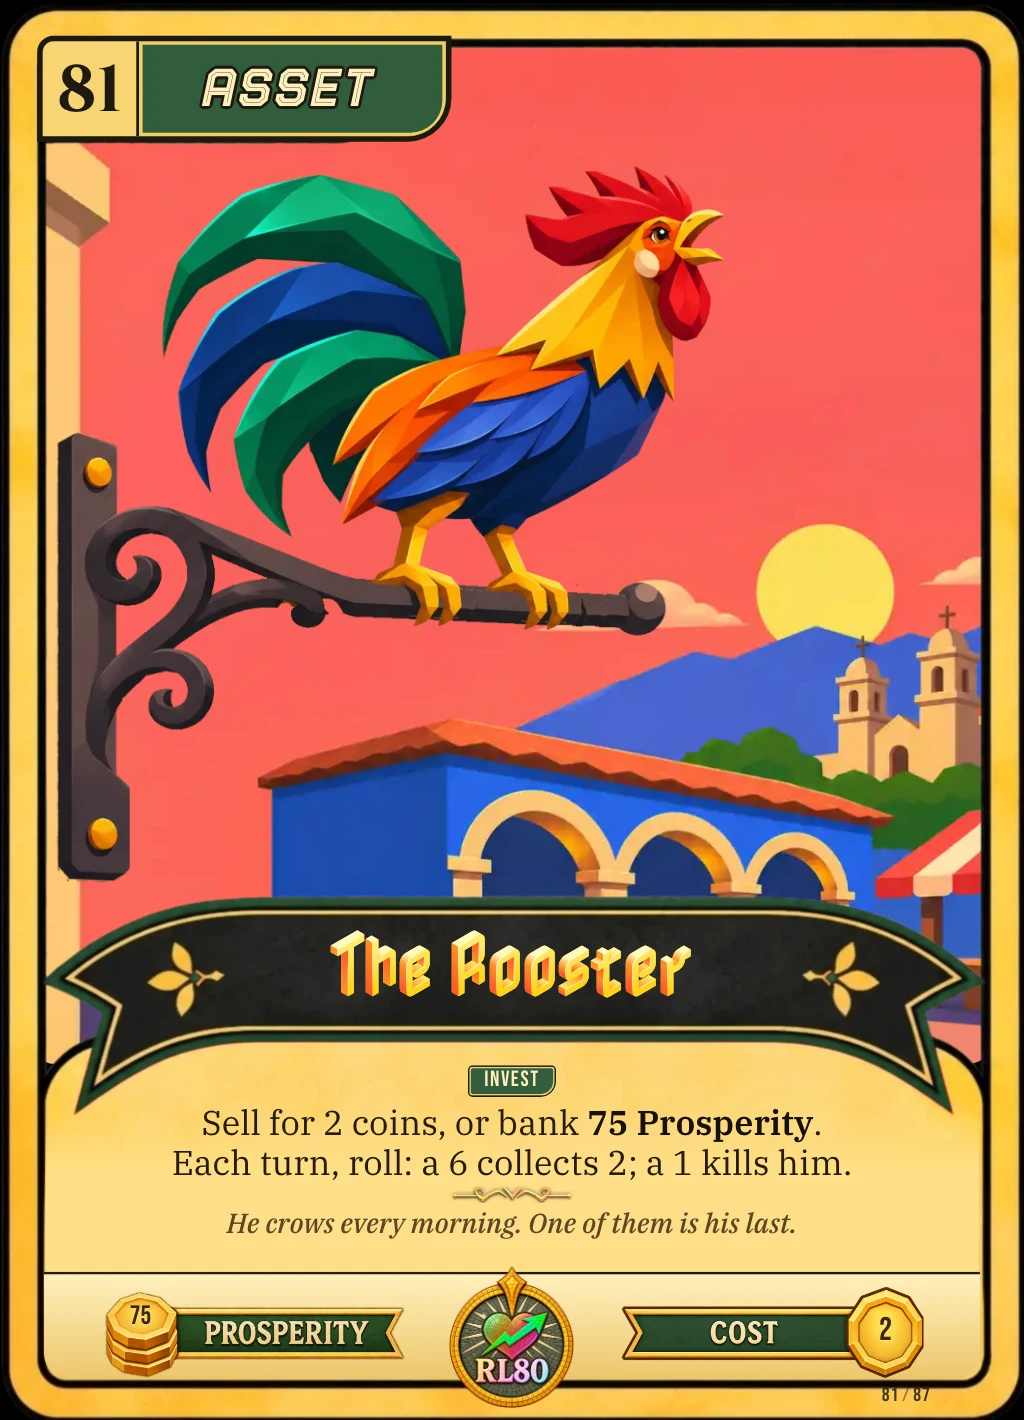 81
ASSET
The Rooster
INVEST
Sell for 2 coins, or bank 75 Prosperity.
Each turn, roll: a 6 collects 2; a 1 kills him.
He crows every morning. One of them is his last.
75
PROSPERITY
RL80
COST
2
81 / 87